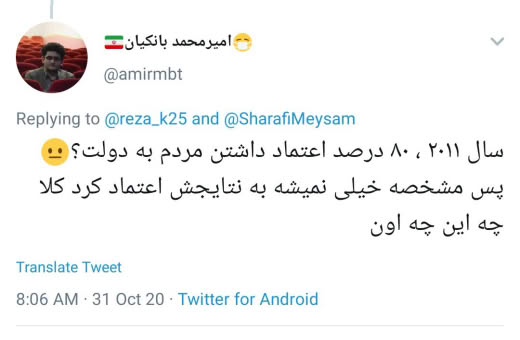 امیرمحمد بانکیان
@amirmbt
Replying to @reza_k25 and @SharafiMeysam
سال ۲۰۱۱ ، ۸۰ درصد اعتماد داشتن مردم به دولت؟😐
پس مشخصه خیلی نمیشه به نتایجش اعتماد کرد کلا
چه این چه اون
Translate Tweet
8:06 AM · 31 Oct 20 · Twitter for Android